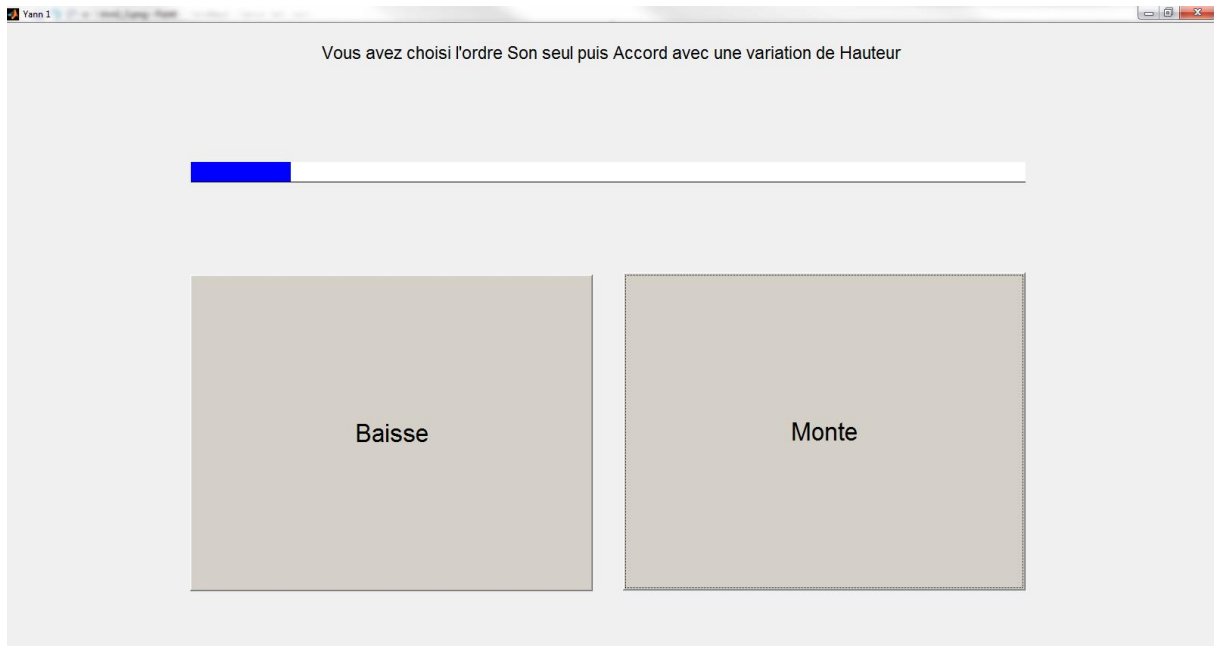 Yann 1
Vous avez choisi l'ordre Son seul puis Accord avec une variation de Hauteur
Baisse
Monte